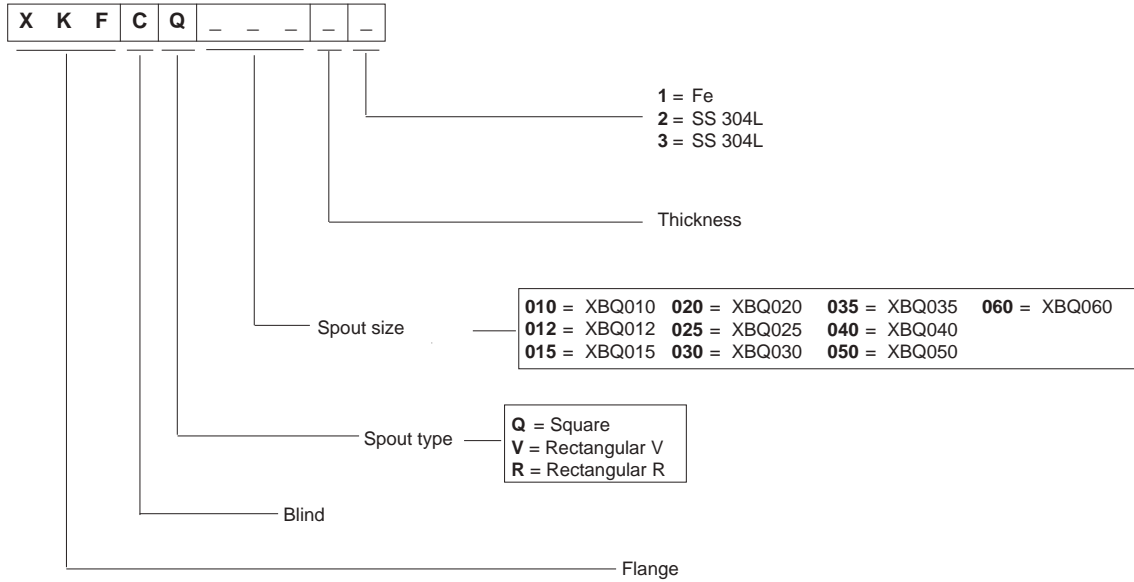 X K F C Q _ _ _ _ _
1 = Fe
2 = SS 304L
3 = SS 304L
Thickness
010 = XBQ010 020 = XBQ020 035 = XBQ035 060 = XBQ060
012 = XBQ012 025 = XBQ025 040 = XBQ040
015 = XBQ015 030 = XBQ030 050 = XBQ050
Spout size
Q = Square
V = Rectangular V
R = Rectangular R
Spout type
Blind
Flange